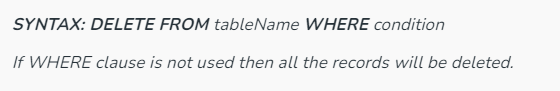 SYNTAX: DELETE FROM tableName WHERE condition
If WHERE clause is not used then all the records will be deleted.